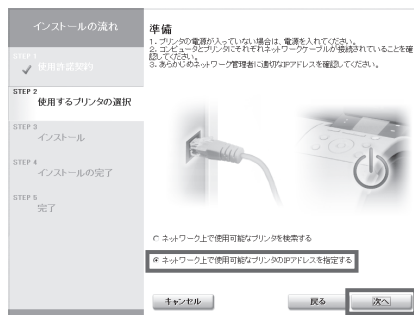 インストールの流れ
STEP 1
使用許諾契約
STEP 2
使用するプリンタの選択
STEP 3
インストール
STEP 4
インストールの完了
STEP 5
完了
準備
1. プリンタの電源が入っていない場合は、電源を入れてください。
2. コンピュータとプリンタにそれぞれネットワークケーブルが接続されていることを確
認してください。
3. あらかじめネットワーク管理者に適切なIPアドレスを確認してください。
ネットワーク上で使用可能なプリンタを検索する
ネットワーク上で使用可能なプリンタのIPアドレスを指定する
キャンセル
戻る
次へ